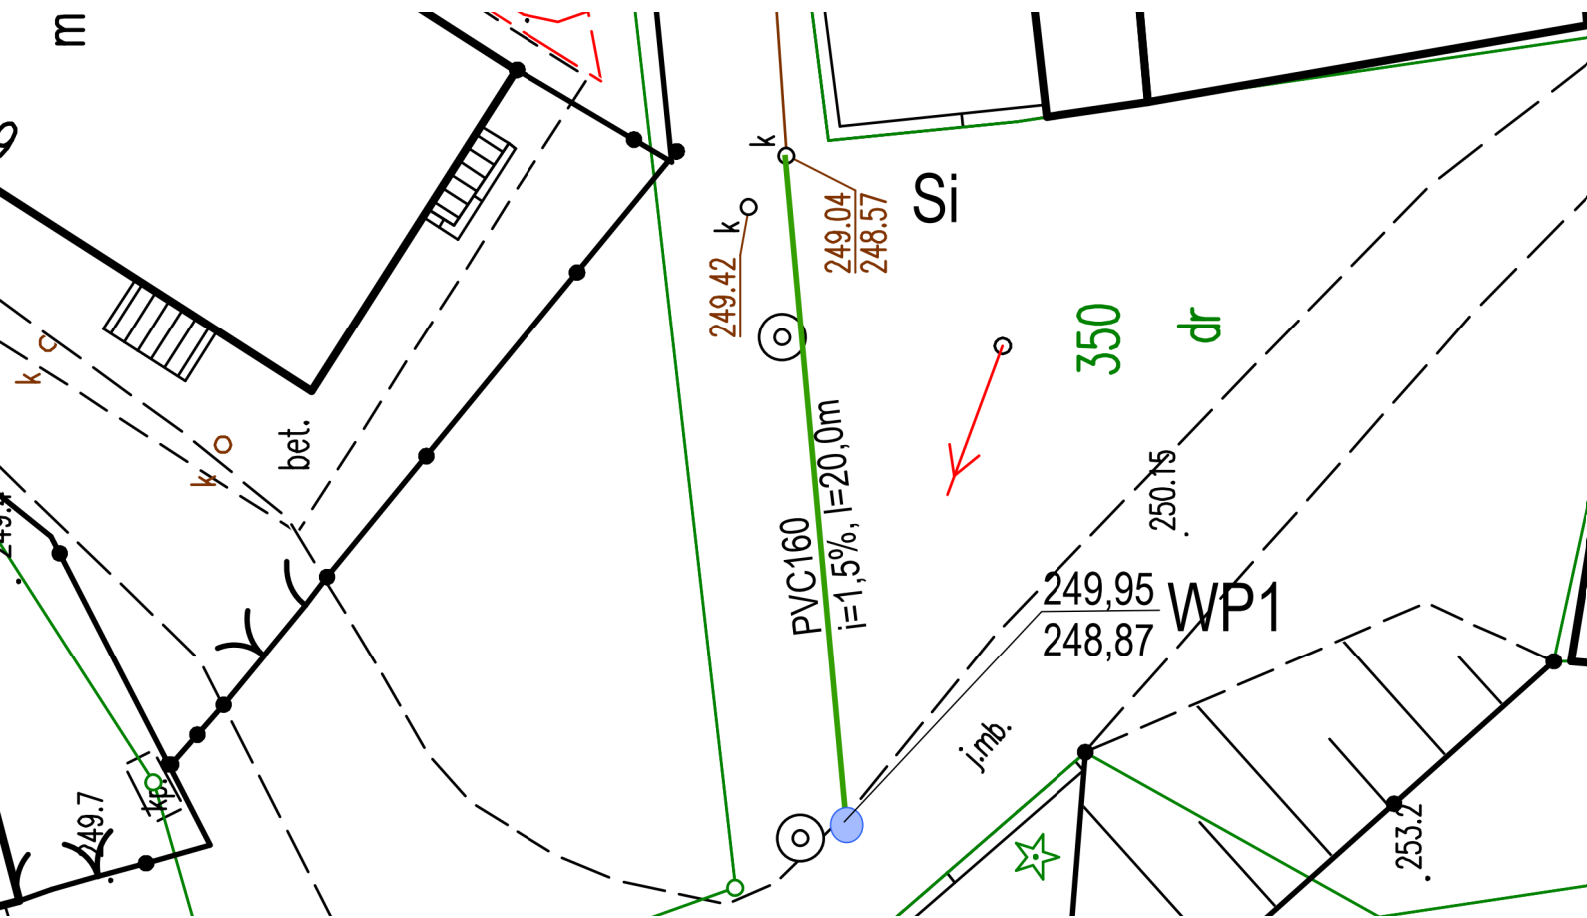 m
9
k
k
249.04
248.57
Si
249.42
350
dr
k
k
bet.
PVC160
i=1,5%, l=20,0m
250.15
249,95
248,87
WP1
j.mb.
kp.
249.7
253.2